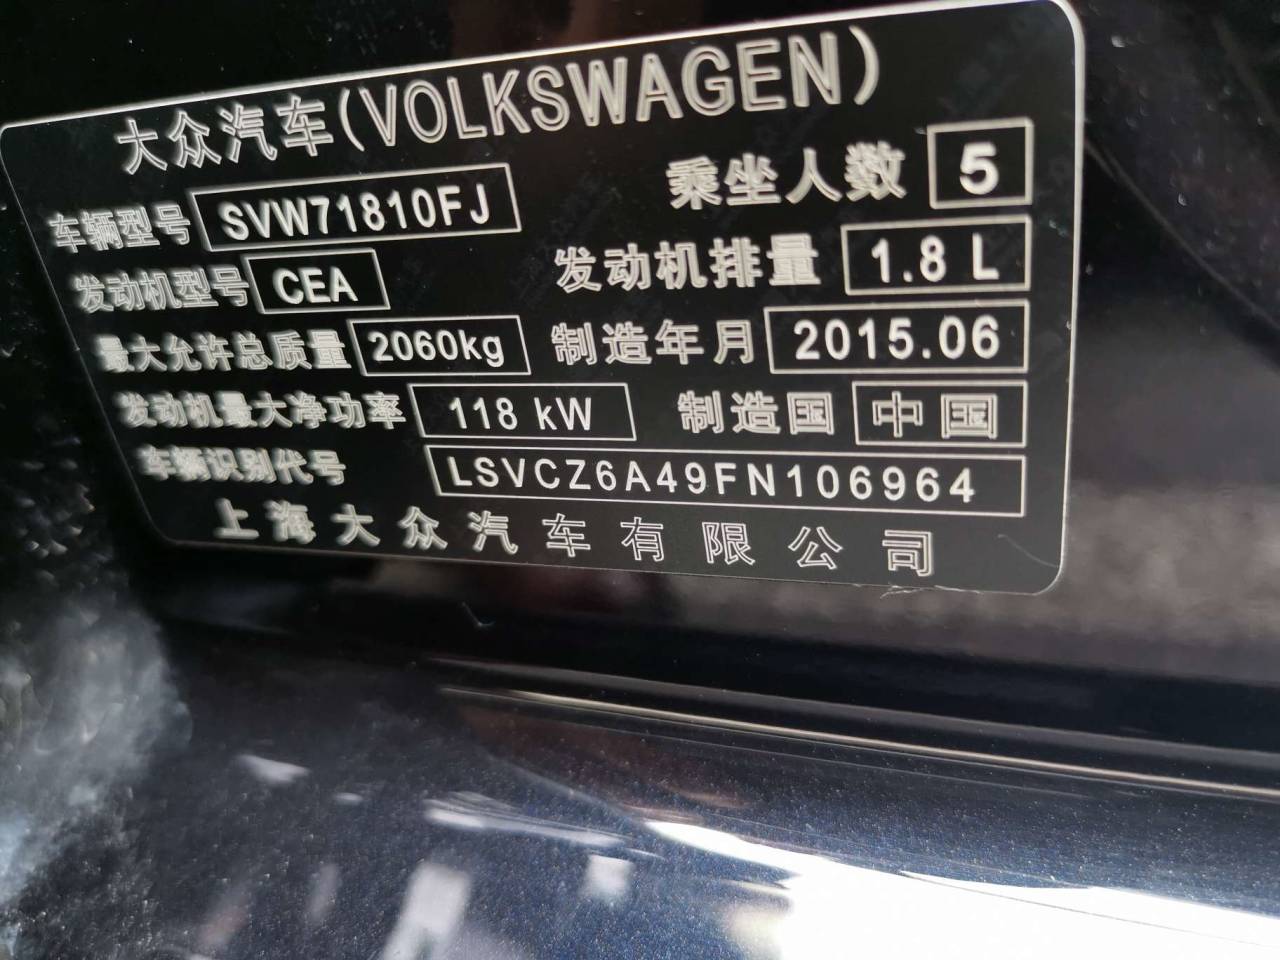 大众汽车(VOLKSWAGEN)
车辆型号 SVW71810FJ 乘坐人数 5
发动机型号 CEA 发动机排量 1.8 L
最大允许总质量 2060kg 制造年月 2015.06
发动机最大净功率 118 kW 制造国 中国
车辆识别代号 LSVCZ6A49FN106964
上海大众汽车有限公司